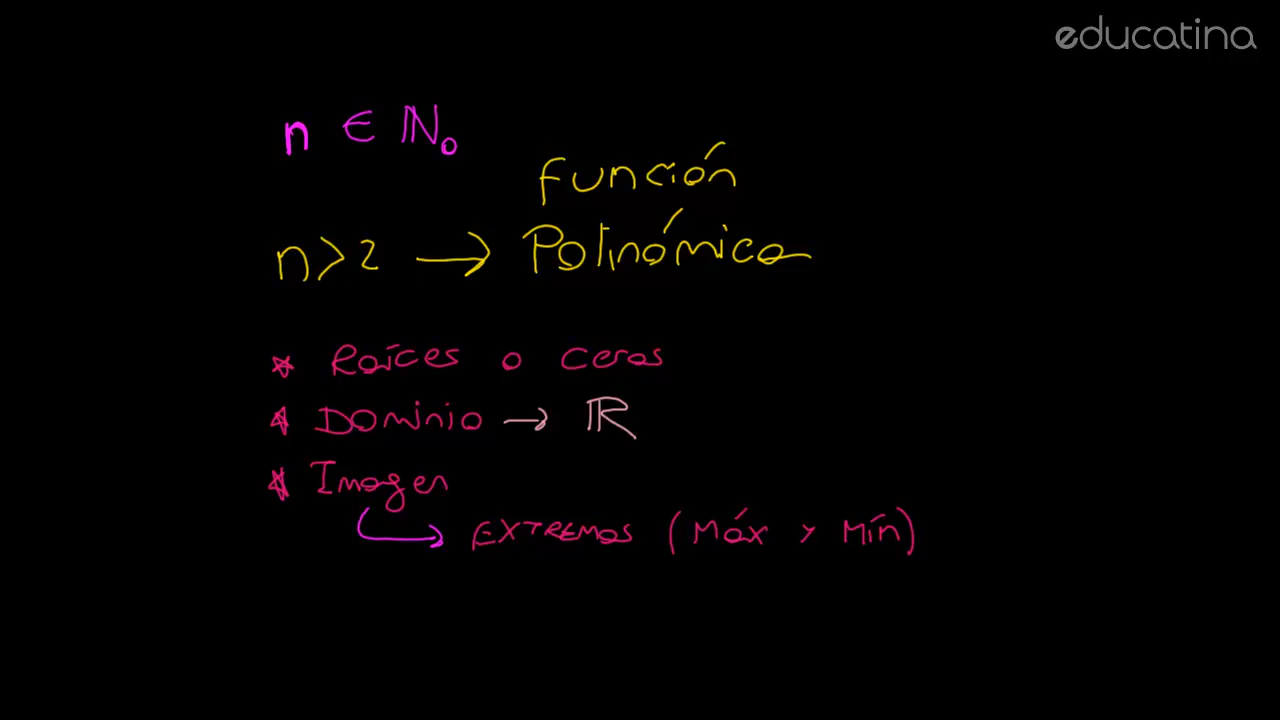 educatina
n ∈ ℕ₀
Función
n>2 → Polinómica
* Raíces o ceros
* Dominio → ℝ
* Imagen
↳ EXTREMOS (Máx y Mín)